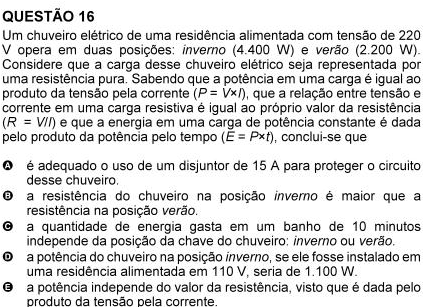 QUESTÃO 16
Um chuveiro elétrico de uma residência alimentada com tensão de 220
V opera em duas posições: inverno (4.400 W) e verão (2.200 W).
Considere que a carga desse chuveiro elétrico seja representada por
uma resistência pura. Sabendo que a potência em uma carga é igual ao
produto da tensão pela corrente (P = V×I), que a relação entre tensão e
corrente em uma carga resistiva é igual ao próprio valor da resistência
(R = V/I) e que a energia em uma carga de potência constante é dada
pelo produto da potência pelo tempo (E = P×t), conclui-se que
A é adequado o uso de um disjuntor de 15 A para proteger o circuito
desse chuveiro.
B a resistência do chuveiro na posição inverno é maior que a
resistência na posição verão.
C a quantidade de energia gasta em um banho de 10 minutos
independe da posição da chave do chuveiro: inverno ou verão.
D a potência do chuveiro na posição inverno, se ele fosse instalado em
uma residência alimentada em 110 V, seria de 1.100 W.
E a potência independe do valor da resistência, visto que é dada pelo
produto da tensão pela corrente.